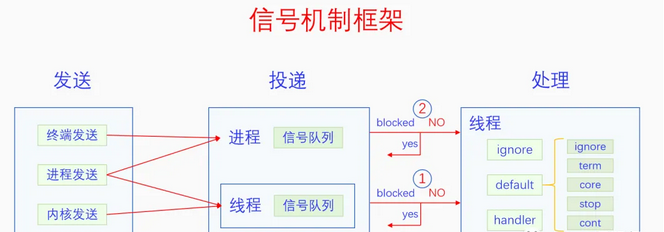 信号机制框架
发送
投递
处理
终端发送
进程发送
内核发送
进程
信号队列
线程
信号队列
②
blocked
NO
yes
①
blocked
NO
yes
线程
ignore
default
handler
ignore
term
core
stop
cont